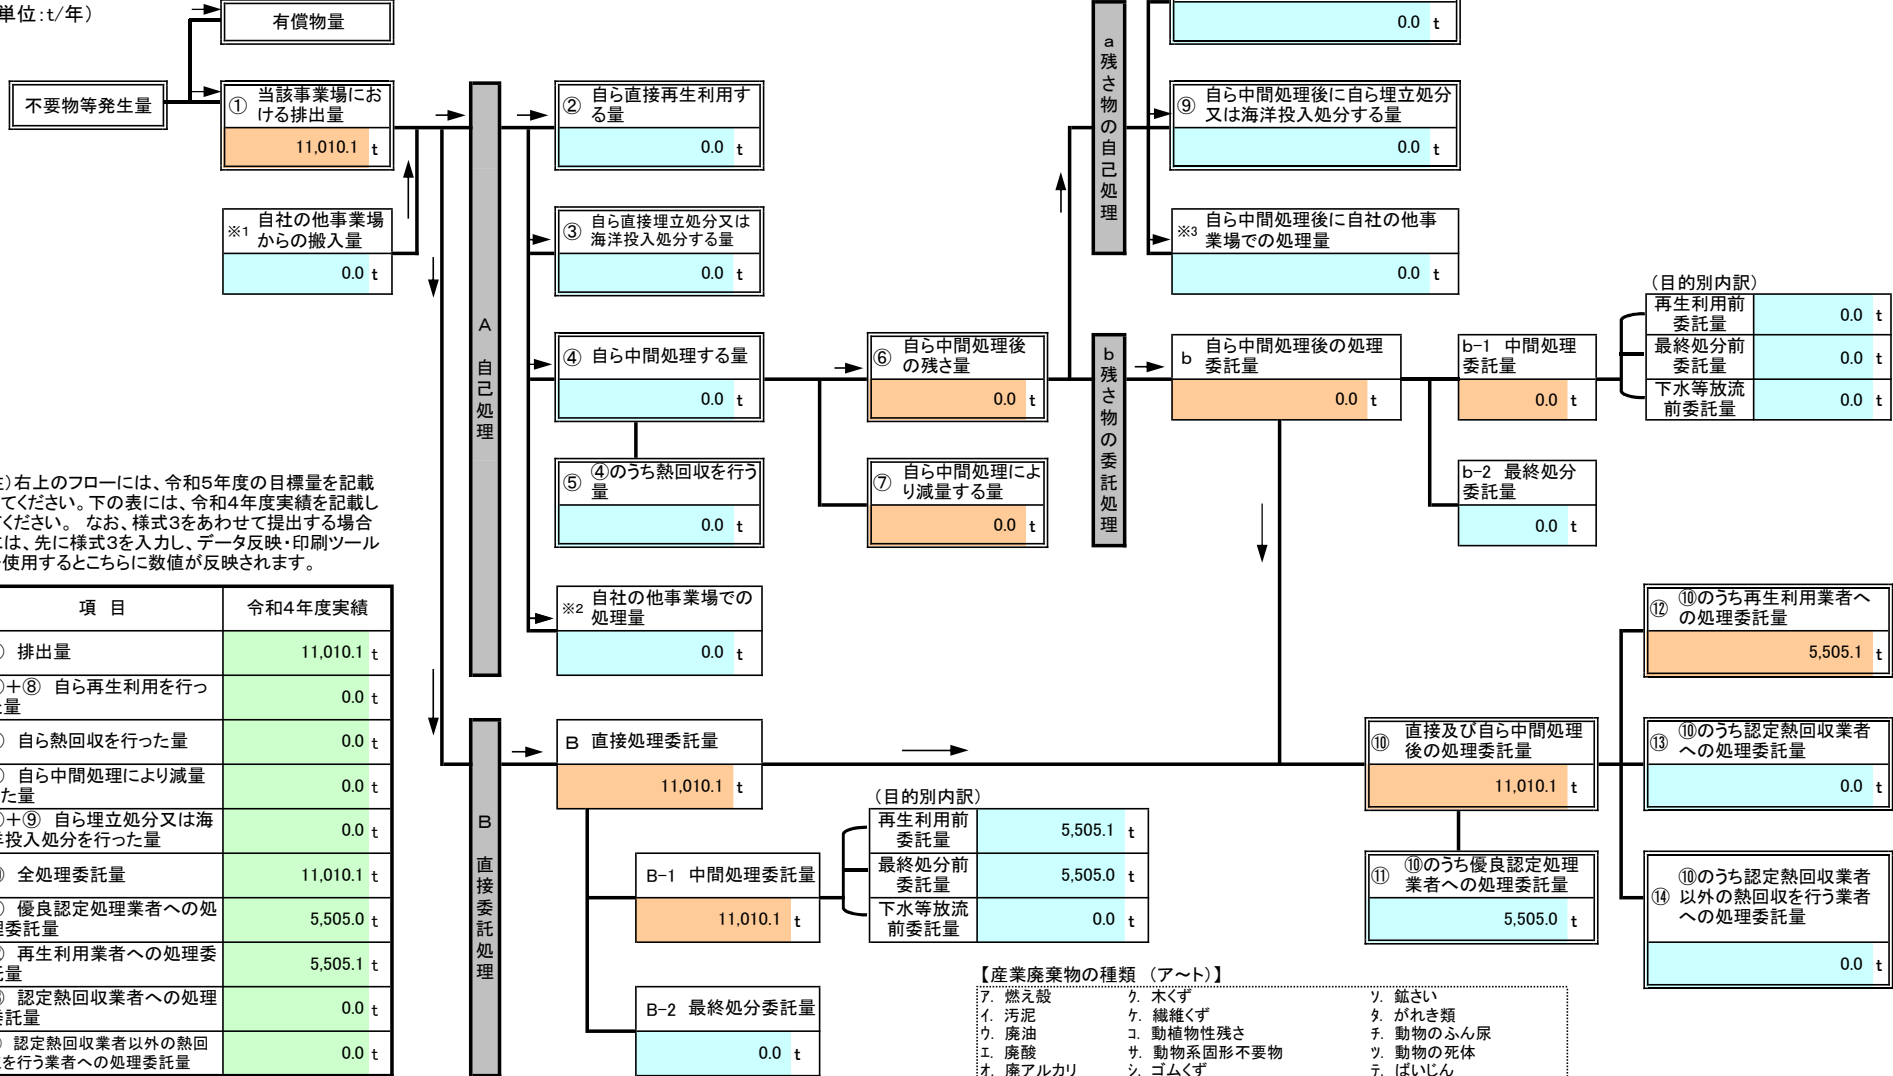 単位:t/年)
有償物量
不要物等発生量
① 当該事業場における排出量
11,010.1 t
※1 自社の他事業場からの搬入量
0.0 t
A 自己処理
② 自ら直接再生利用する量
0.0 t
③ 自ら直接埋立処分又は海洋投入処分する量
0.0 t
④ 自ら中間処理する量
0.0 t
⑤ ④のうち熱回収を行う量
0.0 t
※2 自社の他事業場での処理量
0.0 t
⑥ 自ら中間処理後の残さ量
0.0 t
⑦ 自ら中間処理により減量する量
0.0 t
a 残さ物の自己処理
0.0 t
⑨ 自ら中間処理後に自ら埋立処分又は海洋投入処分する量
0.0 t
※3 自ら中間処理後に自社の他事業場での処理量
0.0 t
b 残さ物の委託処理
b 自ら中間処理後の処理委託量
0.0 t
b-1 中間処理委託量
0.0 t
(目的別内訳)
再生利用前委託量 0.0 t
最終処分前委託量 0.0 t
下水等放流前委託量 0.0 t
b-2 最終処分委託量
0.0 t
)右上のフローには、令和5年度の目標量を記載
てください。下の表には、令和4年度実績を記載し
ください。 なお、様式3をあわせて提出する場合
は、先に様式3を入力し、データ反映・印刷ツール
使用するとこちらに数値が反映されます。
項 目 令和4年度実績
排出量 11,010.1 t
+⑧ 自ら再生利用を行っ
量 0.0 t
自ら熱回収を行った量 0.0 t
自ら中間処理により減量
た量 0.0 t
+⑨ 自ら埋立処分又は海
投入処分を行った量 0.0 t
全処理委託量 11,010.1 t
優良認定処理業者への処
委託量 5,505.0 t
再生利用業者への処理委
量 5,505.1 t
認定熱回収業者への処理
託量 0.0 t
認定熱回収業者以外の熱回
を行う業者への処理委託量 0.0 t
B 直接委託処理
B 直接処理委託量
11,010.1 t
B-1 中間処理委託量
11,010.1 t
(目的別内訳)
再生利用前委託量 5,505.1 t
最終処分前委託量 5,505.0 t
下水等放流前委託量 0.0 t
B-2 最終処分委託量
0.0 t
⑩ 直接及び自ら中間処理後の処理委託量
11,010.1 t
⑪ ⑩のうち優良認定処理業者への処理委託量
5,505.0 t
⑫ ⑩のうち再生利用業者への処理委託量
5,505.1 t
⑬ ⑩のうち認定熱回収業者への処理委託量
0.0 t
⑭ ⑩のうち認定熱回収業者以外の熱回収を行う業者への処理委託量
0.0 t
【産業廃棄物の種類 (ア～ト)】
ア. 燃え殻 ク. 木くず ソ. 鉱さい
イ. 汚泥 ケ. 繊維くず タ. がれき類
ウ. 廃油 コ. 動植物性残さ チ. 動物のふん尿
エ. 廃酸 サ. 動物系固形不要物 ツ. 動物の死体
オ. 廃アルカリ シ. ゴムくず テ. ばいじん